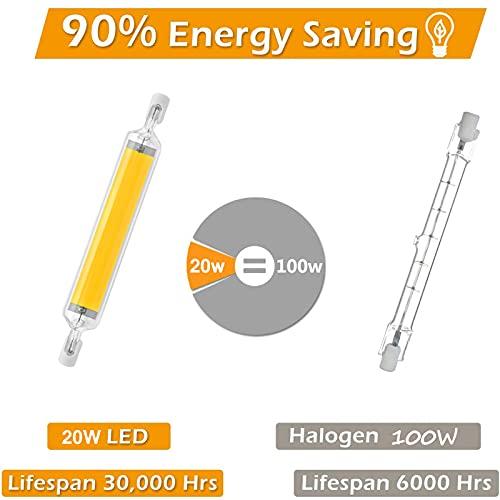 90% Energy Saving
20w = 100w
20W LED
Halogen 100W
Lifespan 30,000 Hrs
Lifespan 6000 Hrs